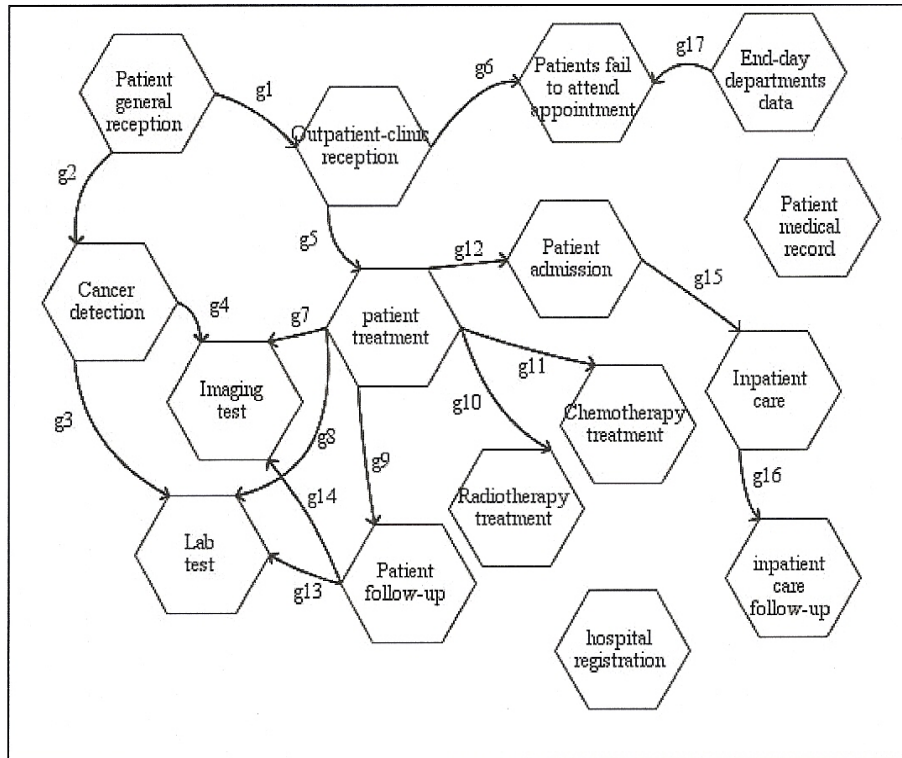 Patient
general
reception
g1
Outpatient-clinic
reception
g6
Patients fail
to attend
appointment
g17
End-day
departments
data
g2
Patient
medical
record
g5
g12
Patient
admission
g15
Cancer
detection
g4
g7
patient
treatment
Imaging
test
g3
g8
g9
g10
g11
Chemotherapy
treatment
Inpatient
care
g14
Radiotherapy
treatment
g16
Lab
test
g13
Patient
follow-up
inpatient
care
follow-up
hospital
registration